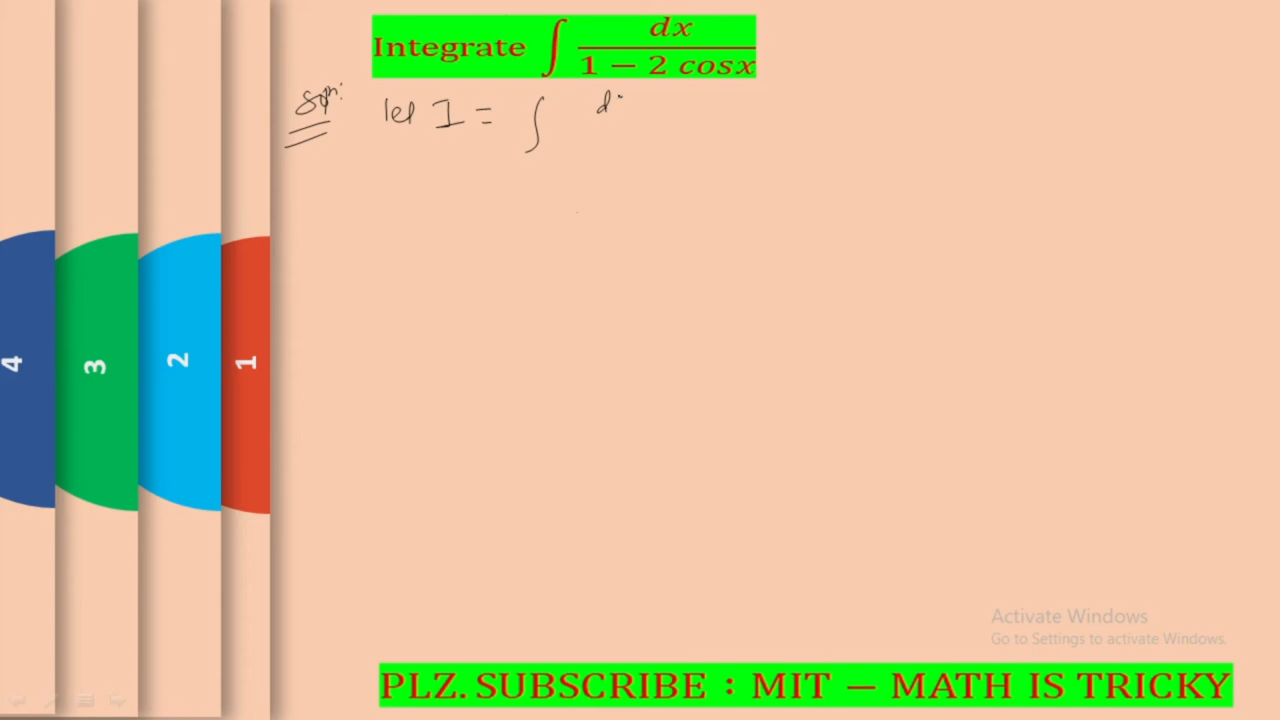 Integrate ∫ dx / (1 − 2 cosx)
Solⁿ: let I = ∫ d
4
3
2
1
Activate Windows
Go to Settings to activate Windows.
PLZ. SUBSCRIBE : MIT − MATH IS TRICKY